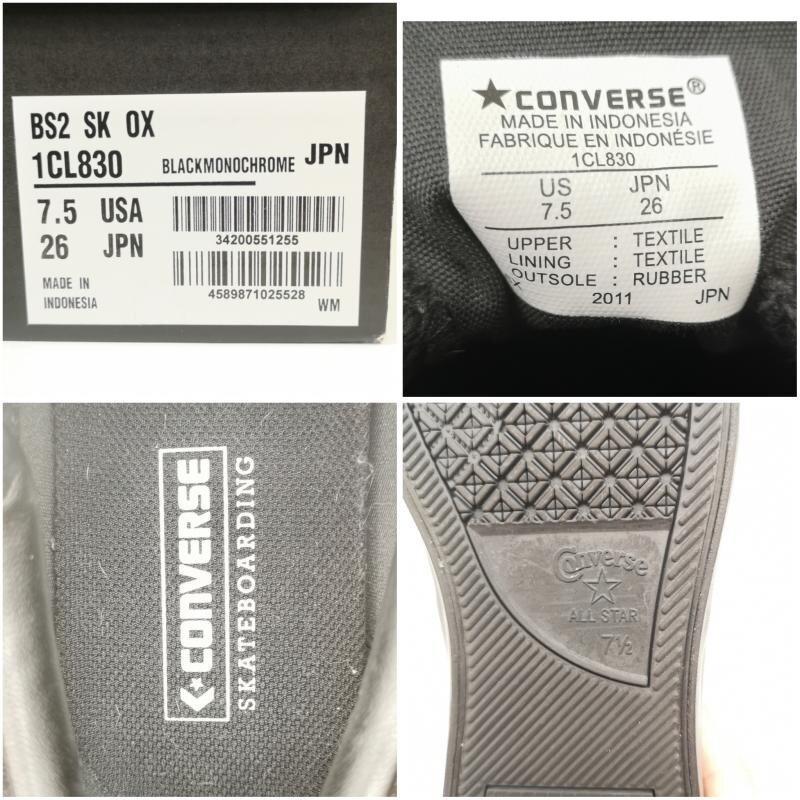 BS2 SK OX
1CL830 BLACKMONOCHROME JPN
7.5 USA
26 JPN
34200551255
MADE IN
INDONESIA
4589871025528 WM
★CONVERSE®
MADE IN INDONESIA
FABRIQUE EN INDONÉSIE
1CL830
US JPN
7.5 26
UPPER : TEXTILE
LINING : TEXTILE
OUTSOLE : RUBBER
2011 JPN
CONVERSE
SKATEBOARDING
Converse
ALL STAR
7½